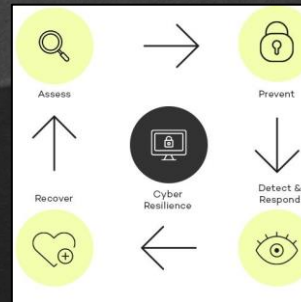 Assess
Prevent
Recover
Cyber
Resilience
Detect &
Respond